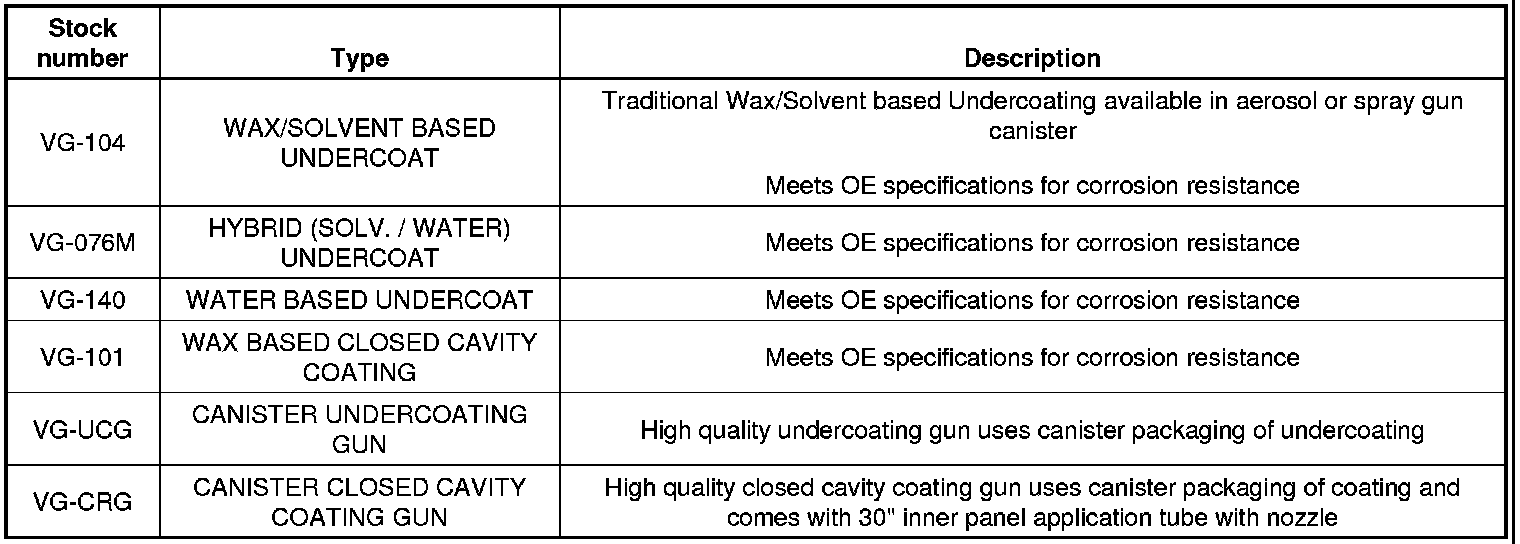 Stock
number
Type
Description
VG-104
WAX/SOLVENT BASED
UNDERCOAT
Traditional Wax/Solvent based Undercoating available in aerosol or spray gun
canister
Meets OE specifications for corrosion resistance
VG-076M
HYBRID (SOLV. / WATER)
UNDERCOAT
Meets OE specifications for corrosion resistance
VG-140
WATER BASED UNDERCOAT
Meets OE specifications for corrosion resistance
VG-101
WAX BASED CLOSED CAVITY
COATING
Meets OE specifications for corrosion resistance
VG-UCG
CANISTER UNDERCOATING
GUN
High quality undercoating gun uses canister packaging of undercoating
VG-CRG
CANISTER CLOSED CAVITY
COATING GUN
High quality closed cavity coating gun uses canister packaging of coating and
comes with 30" inner panel application tube with nozzle